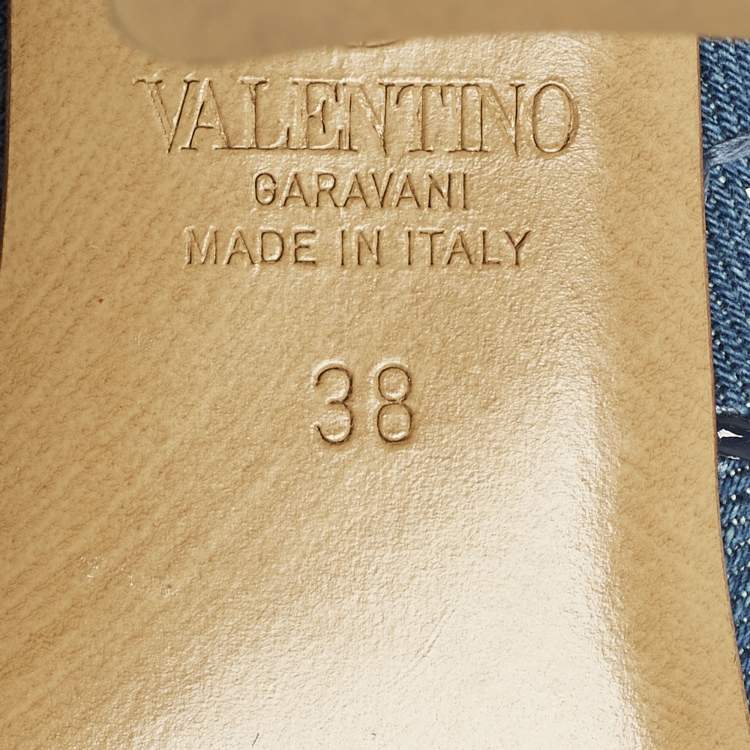 VALENTINO
GARAVANI
MADE IN ITALY
38